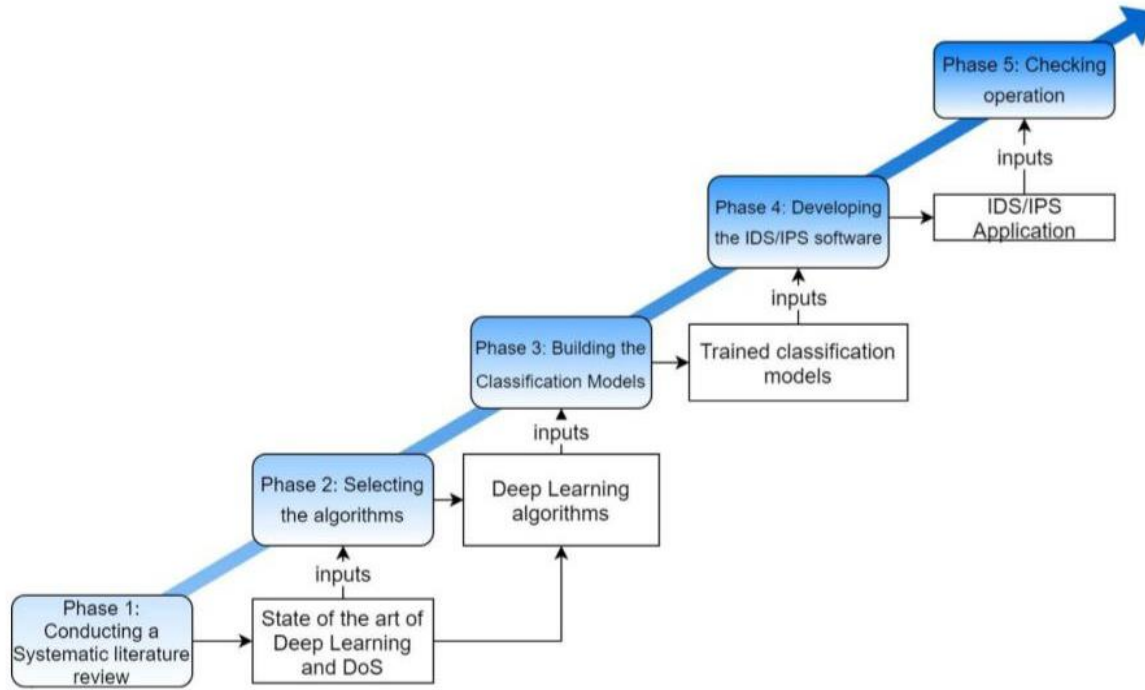 Phase 5: Checking
operation
inputs
IDS/IPS
Application
Phase 4: Developing
the IDS/IPS software
inputs
Trained classification
models
Phase 3: Building the
Classification Models
inputs
Deep Learning
algorithms
Phase 2: Selecting
the algorithms
inputs
State of the art of
Deep Learning
and DoS
Phase 1:
Conducting a
Systematic literature
review